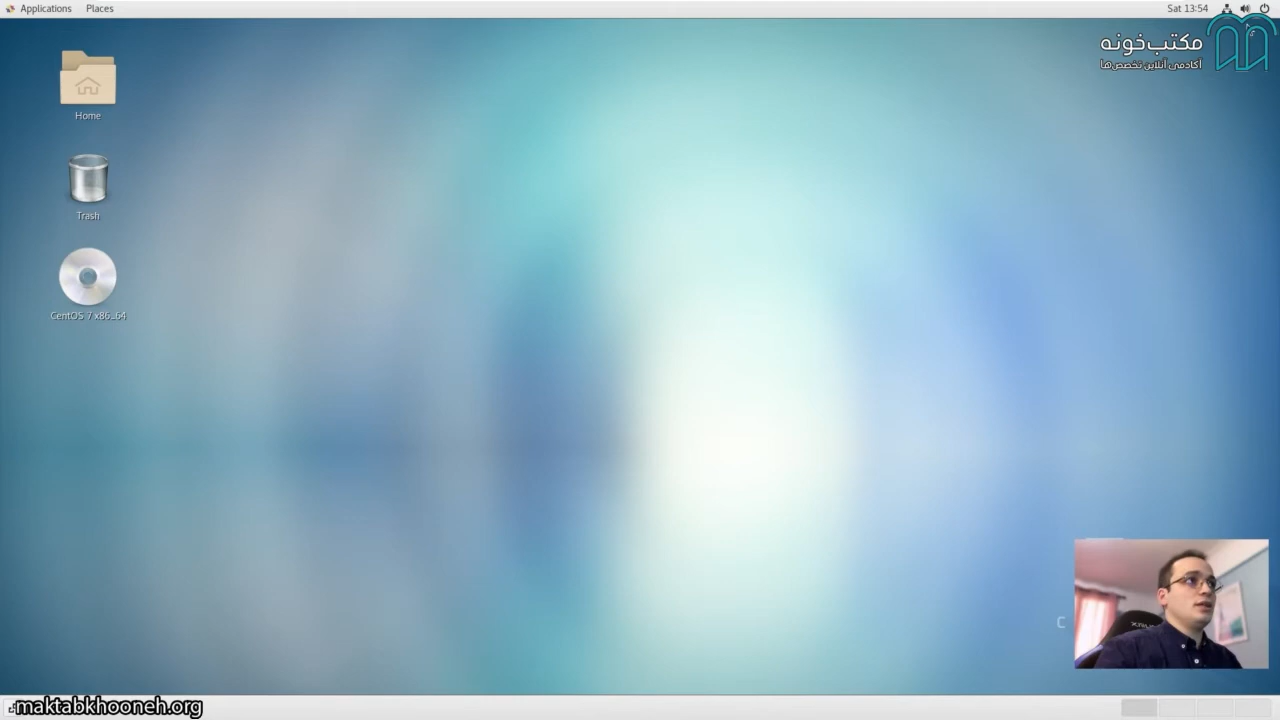 Applications Places Sat 13:54
مکتب‌خونه
آکادمی آنلاین تخصص‌ها
Home
Trash
CentOS 7 x86_64
C
maktabkhooneh.org